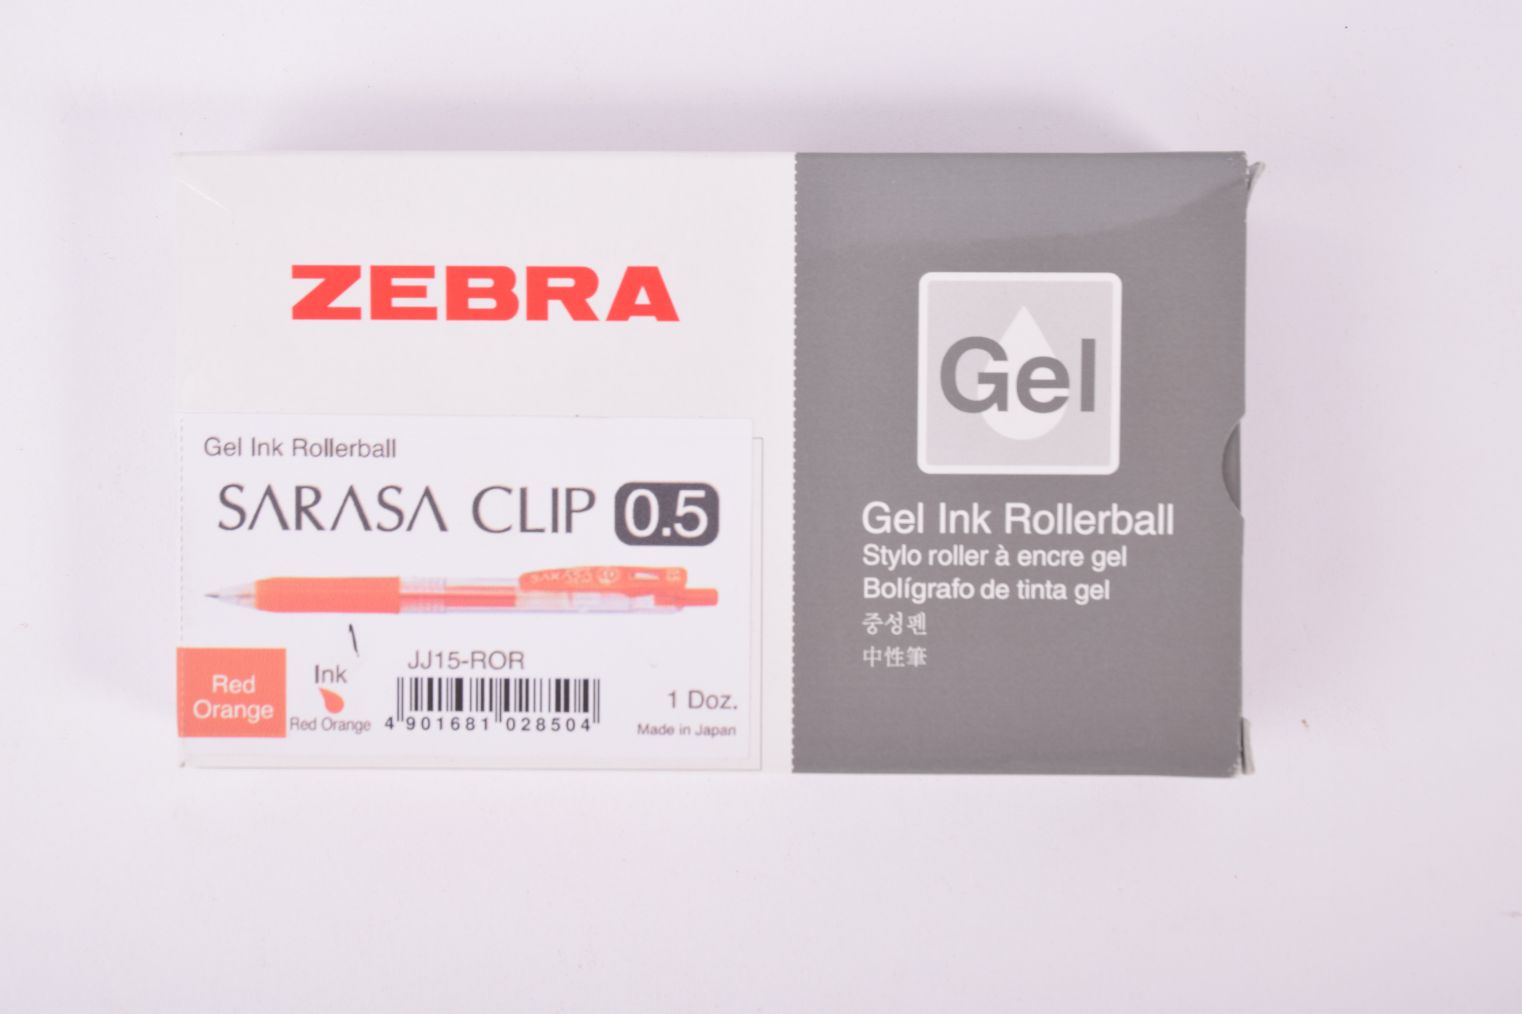 ZEBRA
Gel Ink Rollerball
SARASA CLIP 0.5
Red
Orange
Ink
Red Orange
JJ15-ROR
4 901681 028504
1 Doz.
Made in Japan
Gel
Gel Ink Rollerball
Stylo roller à encre gel
Bolígrafo de tinta gel
중성펜
中性筆